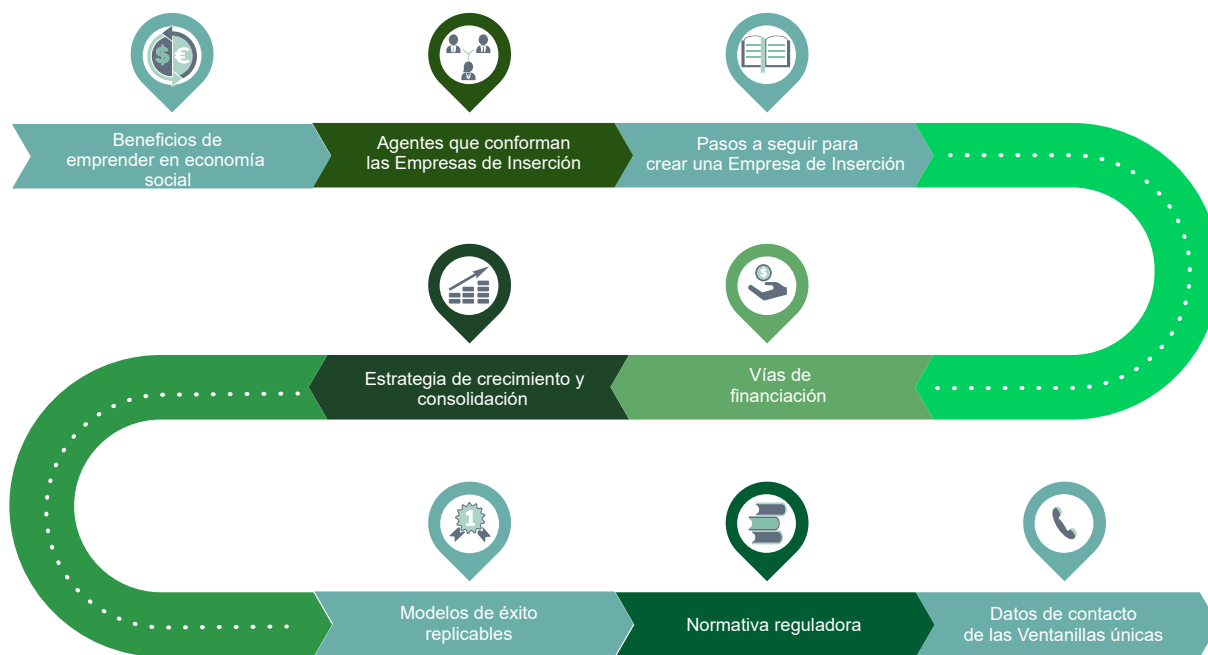 $ €
Beneficios de
emprender en economía
social
Agentes que conforman
las Empresas de Inserción
Pasos a seguir para
crear una Empresa de Inserción
$
Vías de
financiación
Estrategia de crecimiento y
consolidación
1
Modelos de éxito
replicables
Normativa reguladora
Datos de contacto
de las Ventanillas únicas